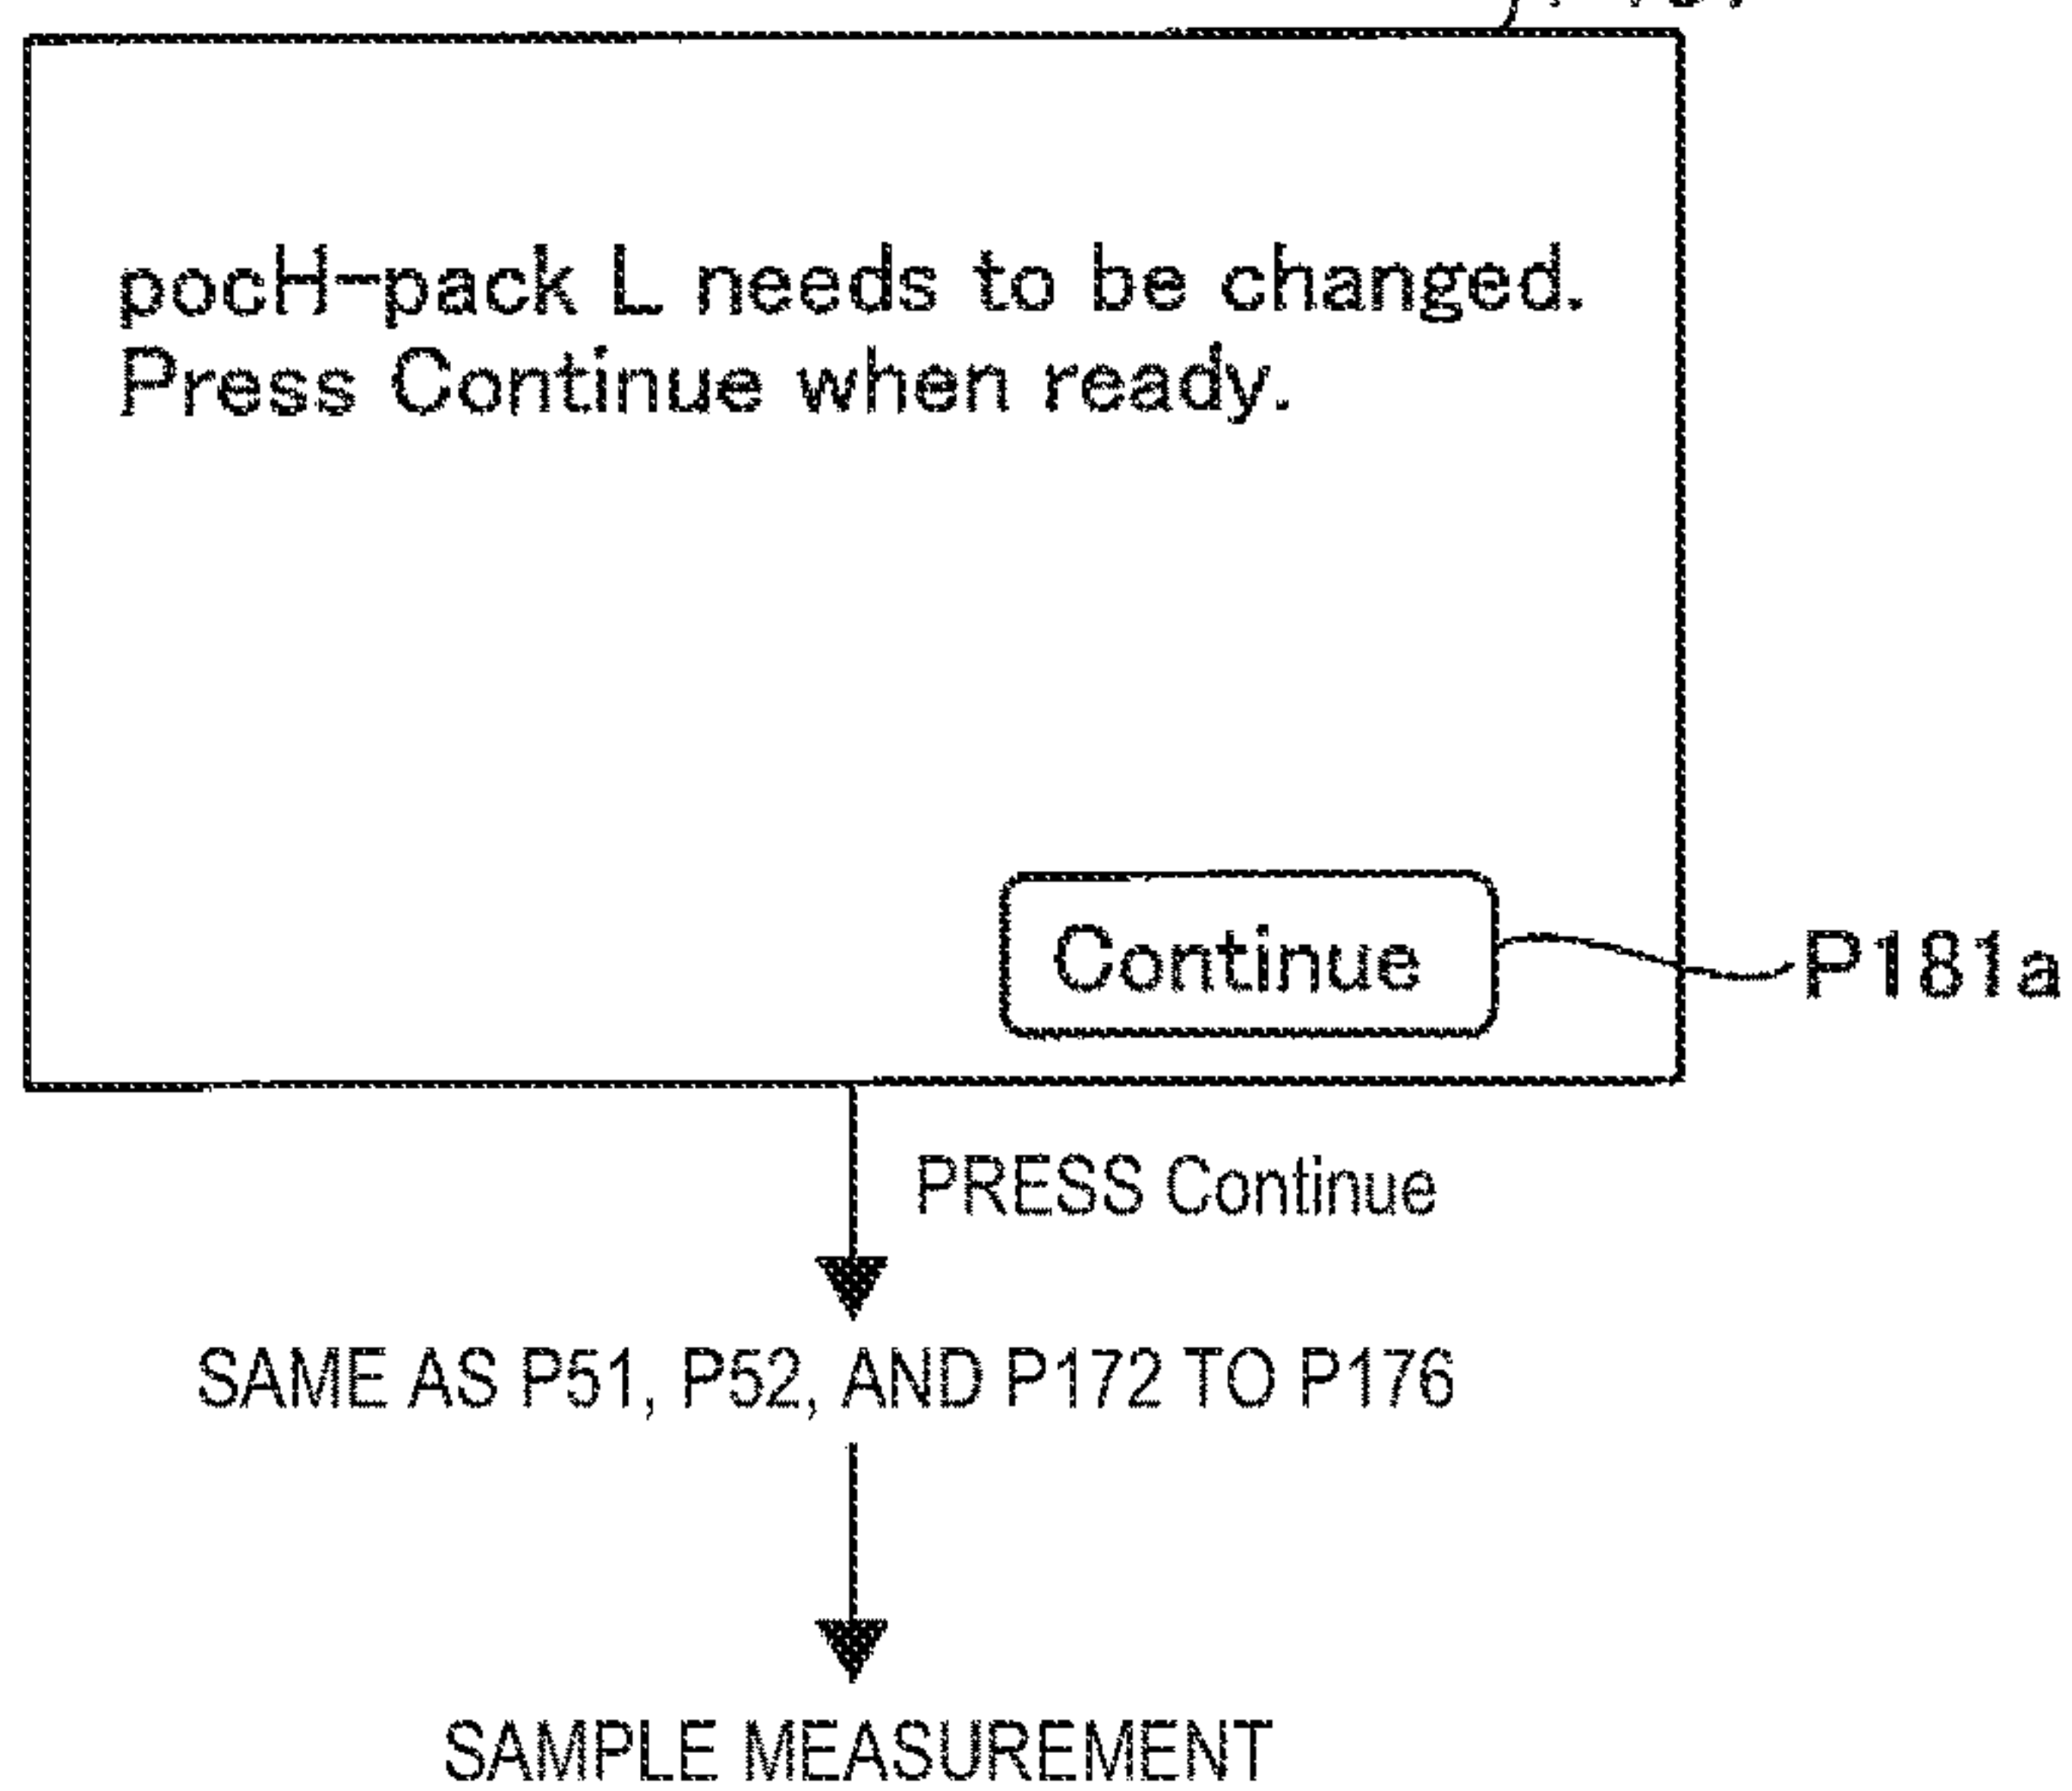 pocH-pack L needs to be changed.
Press Continue when ready.
Continue
P181a
PRESS Continue
SAME AS P51, P52, AND P172 TO P176
SAMPLE MEASUREMENT